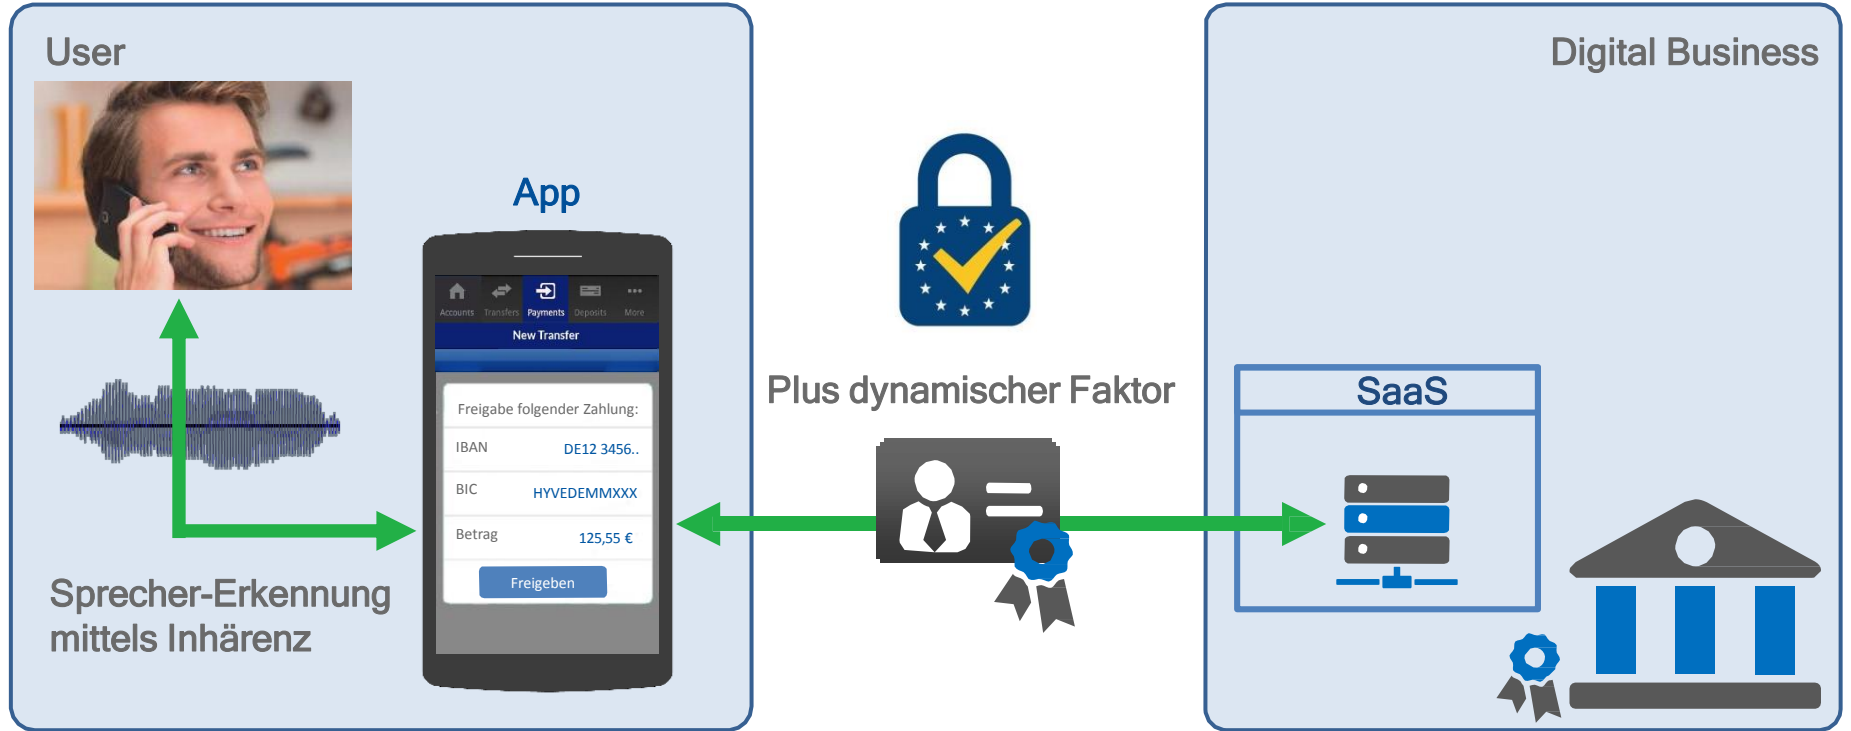 User
Digital Business
App
Accounts Transfers Payments Deposits More
New Transfer
Freigabe folgender Zahlung:
IBAN DE12 3456..
BIC HYVEDEMMXXX
Betrag 125,55 €
Freigeben
Sprecher-Erkennung
mittels Inhärenz
Plus dynamischer Faktor
SaaS